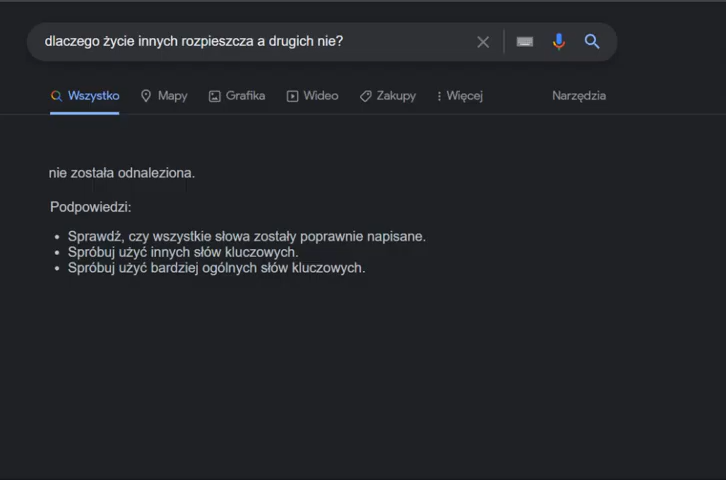 dlaczego życie innych rozpieszcza a drugich nie?
Wszystko Mapy Grafika Wideo Zakupy Więcej Narzędzia
nie została odnaleziona.
Podpowiedzi:
• Sprawdź, czy wszystkie słowa zostały poprawnie napisane.
• Spróbuj użyć innych słów kluczowych.
• Spróbuj użyć bardziej ogólnych słów kluczowych.